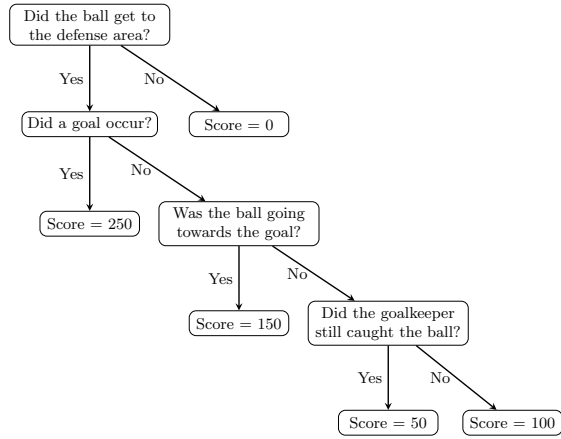 Did the ball get to
the defense area?
Yes
No
Did a goal occur?
Score = 0
Yes
No
Score = 250
Was the ball going
towards the goal?
Yes
No
Score = 150
Did the goalkeeper
still caught the ball?
Yes
No
Score = 50
Score = 100